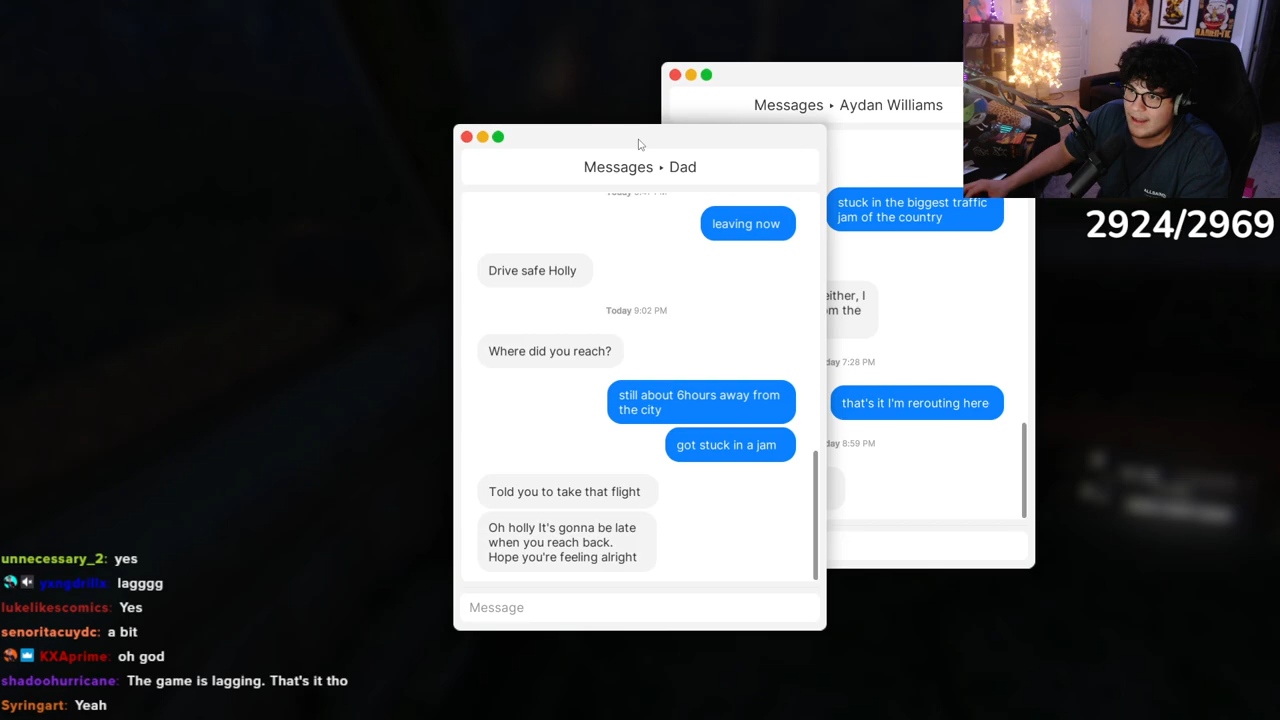 Messages ‣ Aydan Williams
stuck in the biggest traffic
jam of the country
either, I
om the
day 7:28 PM
that's it I'm rerouting here
day 8:59 PM
Messages ‣ Dad
leaving now
Drive safe Holly
Today 9:02 PM
Where did you reach?
still about 6hours away from
the city
got stuck in a jam
Told you to take that flight
Oh holly It's gonna be late
when you reach back.
Hope you're feeling alright
Message
2924/2969
unnecessary_2: yes
yxngdrillx: lagggg
lukelikescomics: Yes
senoritacuydc: a bit
KXAprime: oh god
shadoohurricane: The game is lagging. That's it tho
Syringart: Yeah